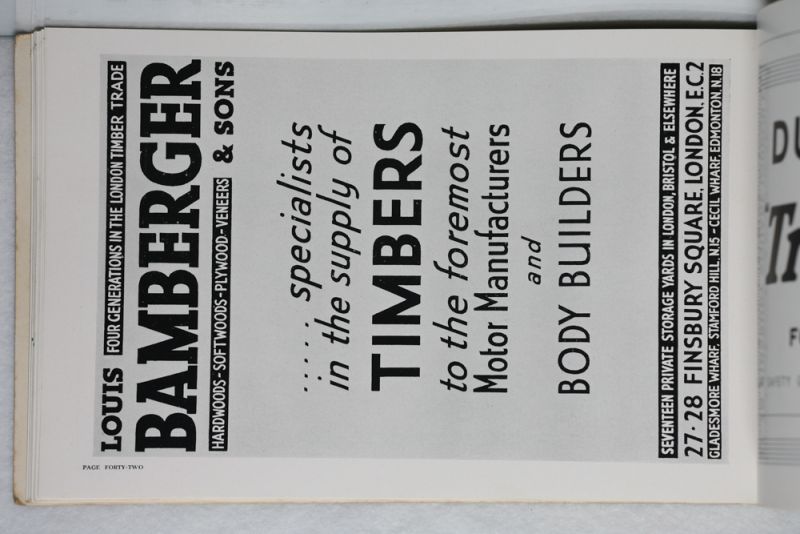 LOUIS FOUR GENERATIONS IN THE LONDON TIMBER TRADE
BAMBERGER
HARDWOODS-SOFTWOODS-PLYWOOD-VENEERS & SONS
..... specialists
in the supply of
TIMBERS
to the foremost
Motor Manufacturers
and
BODY BUILDERS
SEVENTEEN PRIVATE STORAGE YARDS IN LONDON, BRISTOL & ELSEWHERE
27-28 FINSBURY SQUARE, LONDON. E.C.2
GLADESMORE WHARF, STAMFORD HILL, N.15 - CECIL WHARF, EDMONTON N.18
PAGE FORTY-TWO